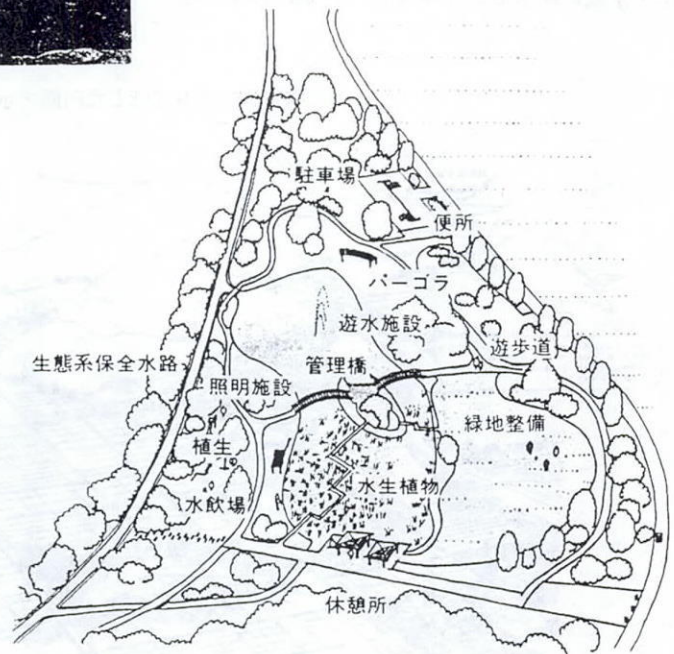 駐車場
便所
パーゴラ
遊水施設
遊歩道
管理橋
生態系保全水路
照明施設
緑地整備
植生
水生植物
水飲場
休憩所